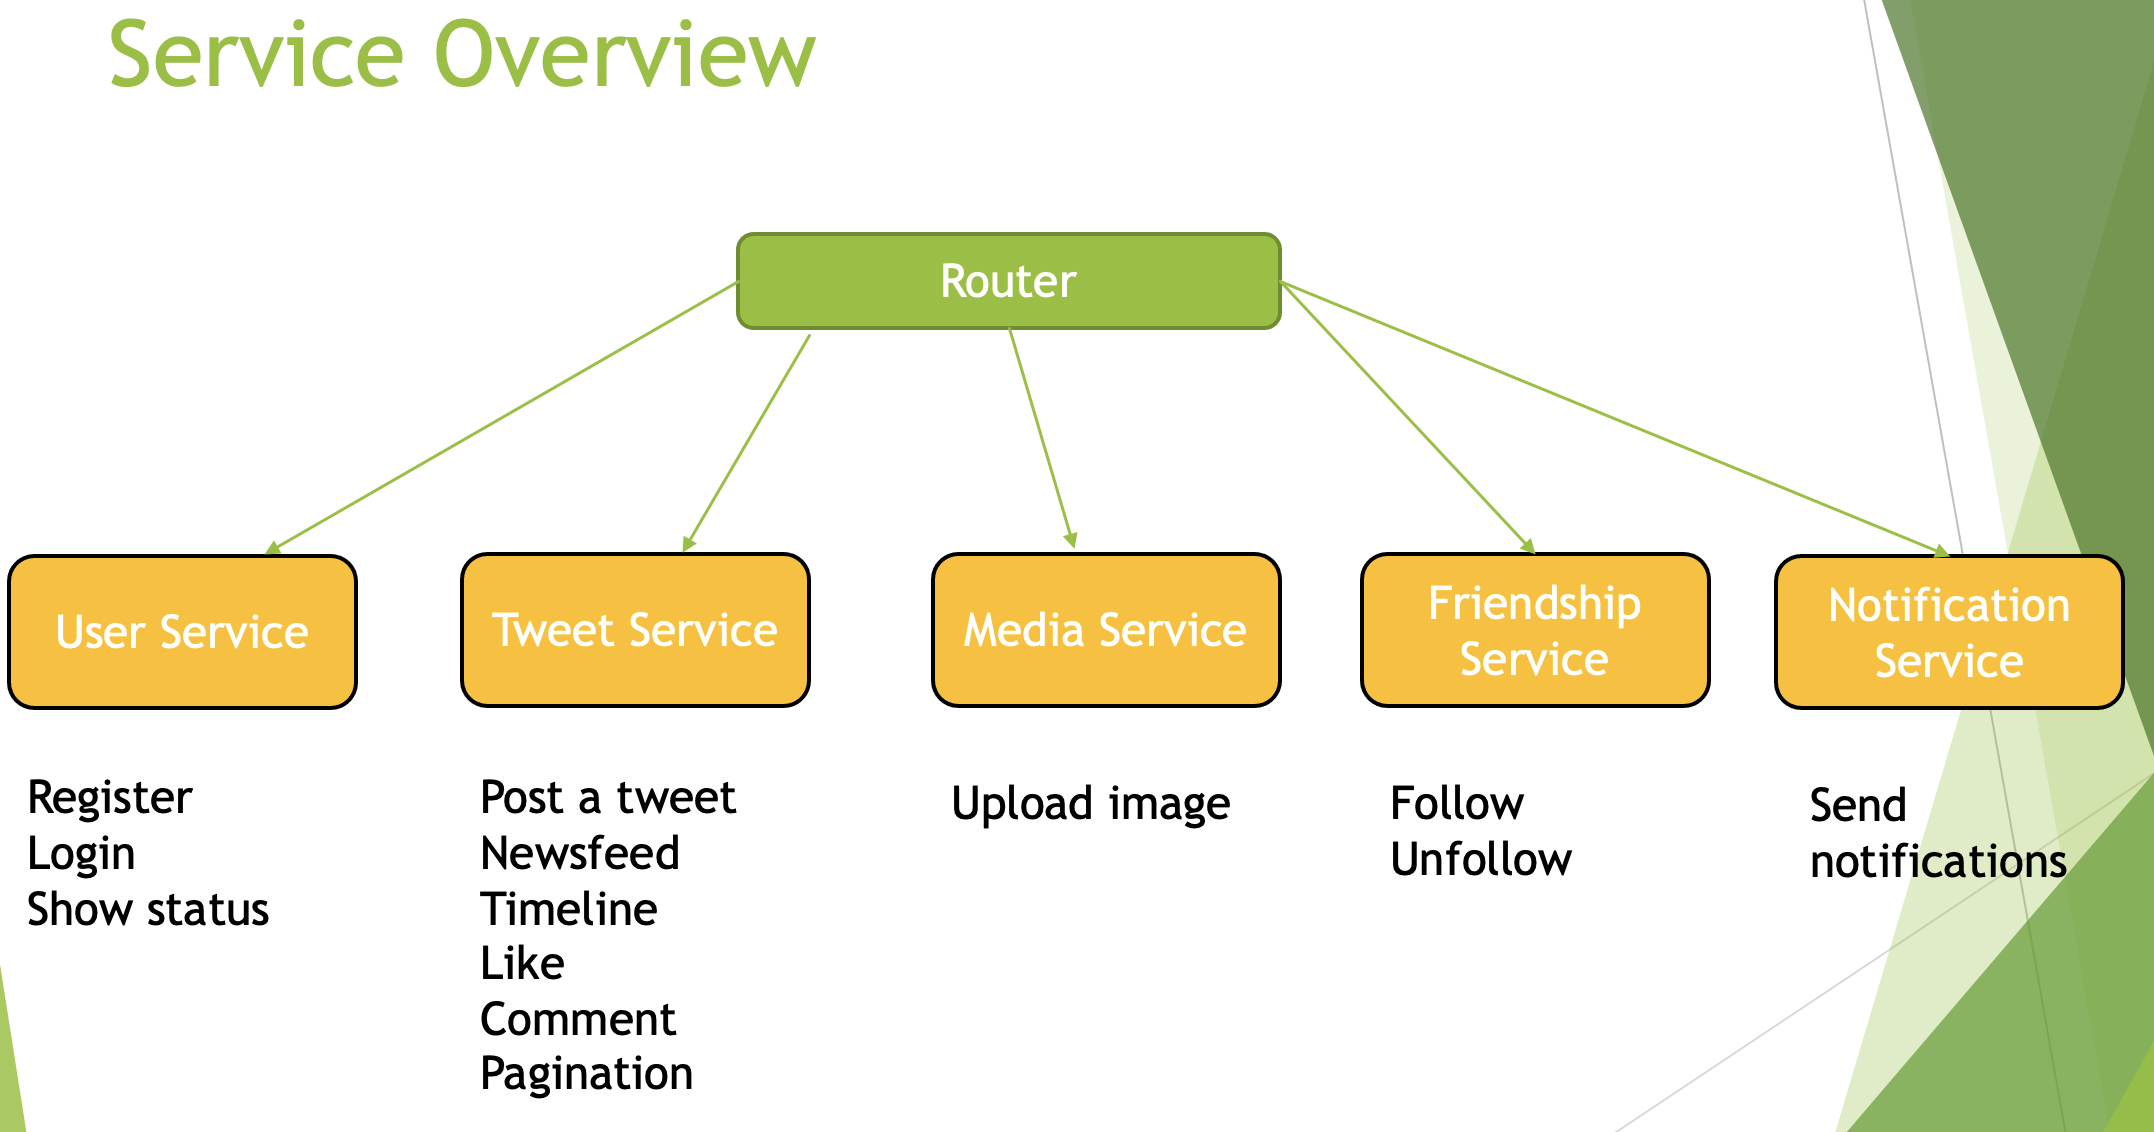 Service Overview
Router
User Service
Tweet Service
Media Service
Friendship
Service
Notification
Service
Register
Login
Show status
Post a tweet
Newsfeed
Timeline
Like
Comment
Pagination
Upload image
Follow
Unfollow
Send
notifications